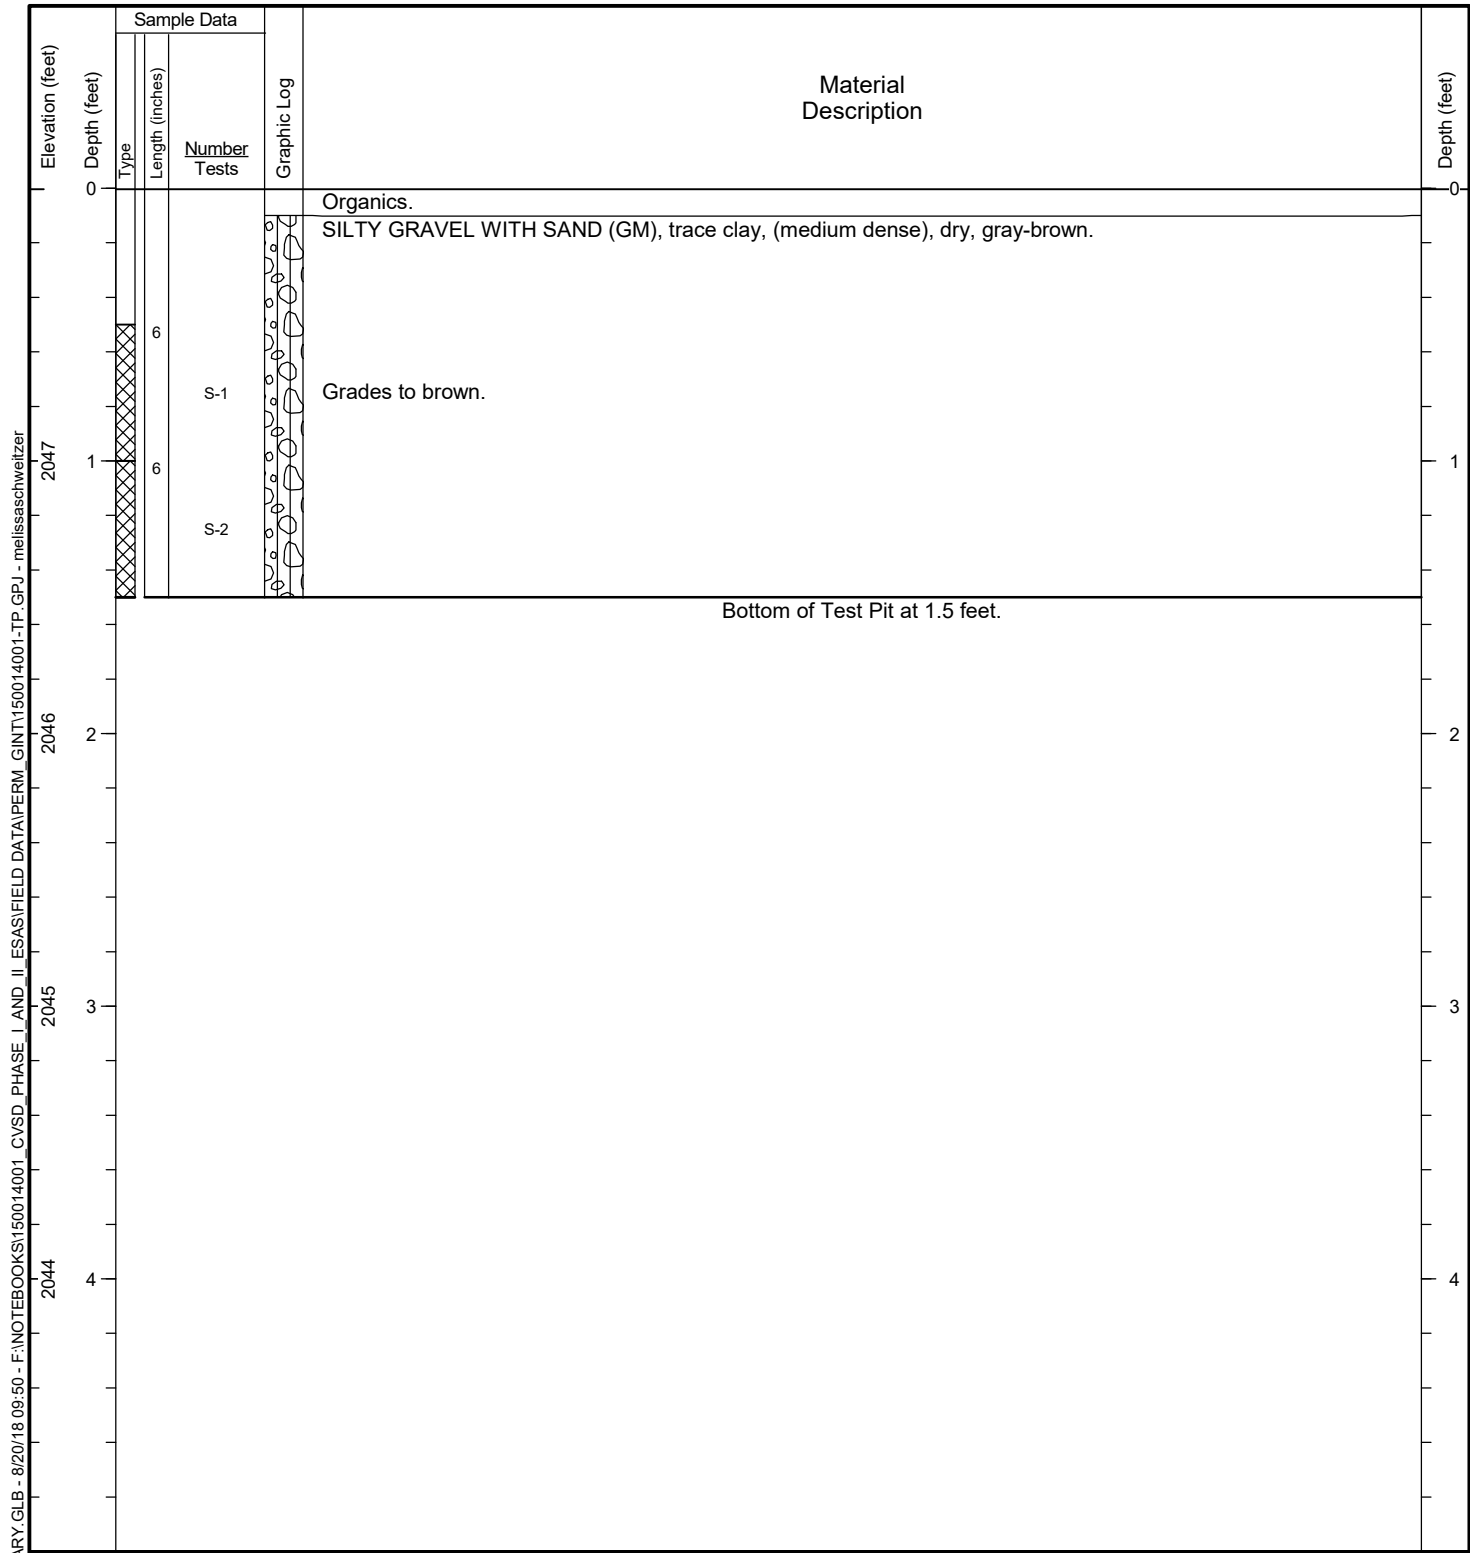 Sample Data
Elevation (feet)
Depth (feet)
Type
Length (inches)
Number
Tests
Graphic Log
Material
Description
Depth (feet)
0
0
Organics.
SILTY GRAVEL WITH SAND (GM), trace clay, (medium dense), dry, gray-brown.
6
S-1
Grades to brown.
2047
1
6
1
S-2
Bottom of Test Pit at 1.5 feet.
2046
2
2
2045
3
3
2044
4
4
ARY.GLB - 8/20/18 09:50 - F:\NOTEBOOKS\150014001_CVSD_PHASE_I_AND_II_ESAS\FIELD DATA\PERM_GINT\150014001-TP.GPJ - melissaschweitzer